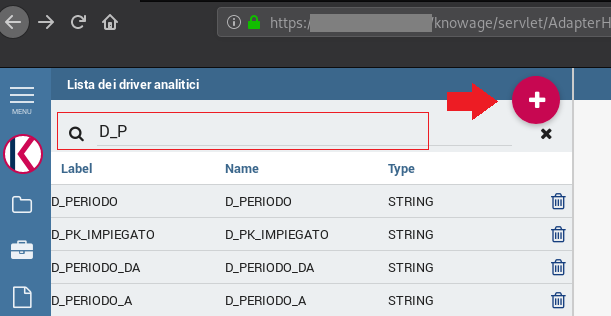 https://
/knowage/servlet/AdapterH
Lista dei driver analitici
MENU
D_P
Label Name Type
D_PERIODO D_PERIODO STRING
D_PK_IMPIEGATO D_PK_IMPIEGATO STRING
D_PERIODO_DA D_PERIODO_DA STRING
D_PERIODO_A D_PERIODO_A STRING